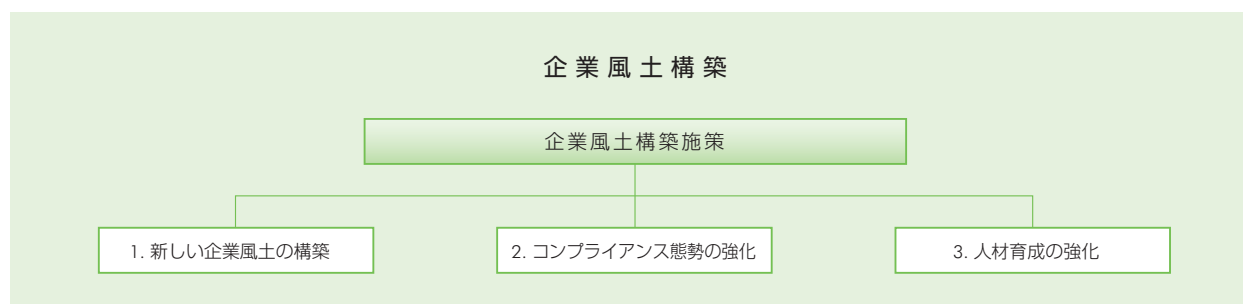 企業風土構築
企業風土構築施策
1. 新しい企業風土の構築
2. コンプライアンス態勢の強化
3. 人材育成の強化